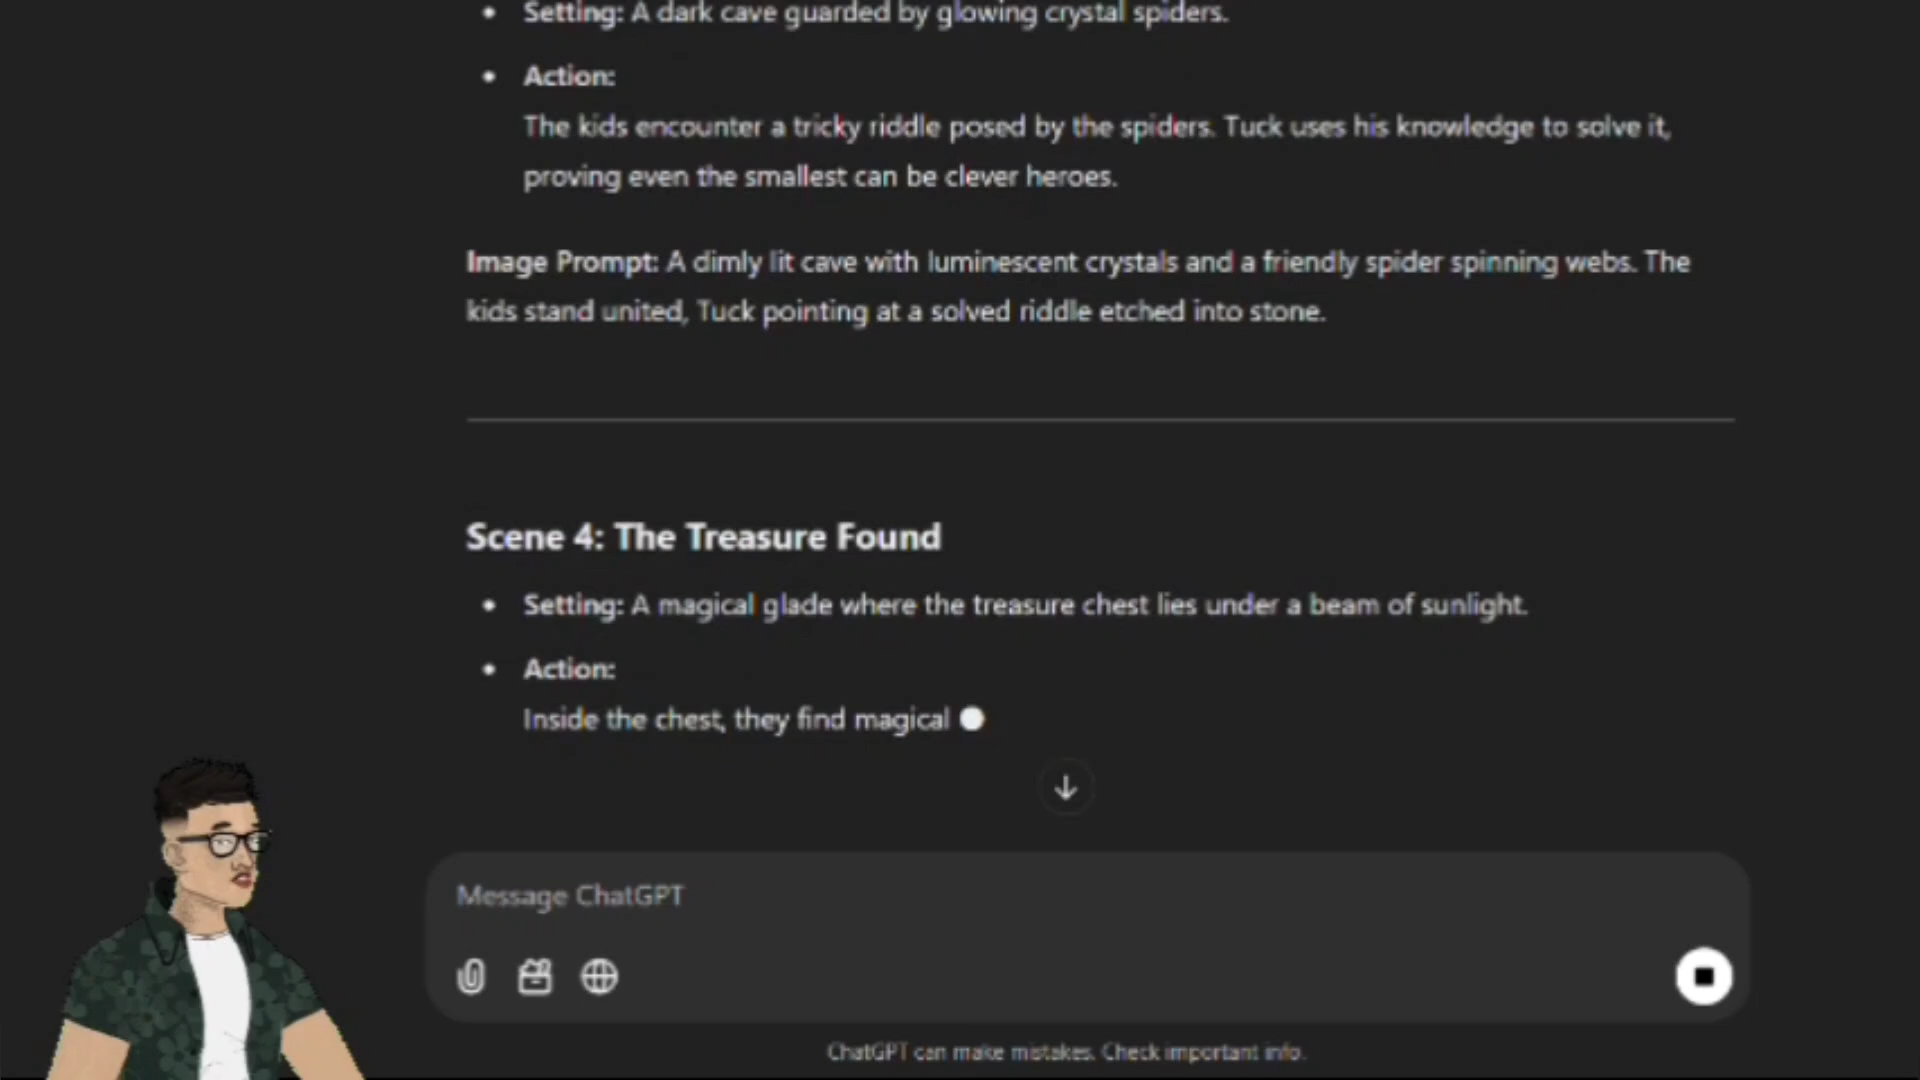 Setting: A dark cave guarded by glowing crystal spiders.
Action:
The kids encounter a tricky riddle posed by the spiders. Tuck uses his knowledge to solve it,
proving even the smallest can be clever heroes.
Image Prompt: A dimly lit cave with luminescent crystals and a friendly spider spinning webs. The
kids stand united, Tuck pointing at a solved riddle etched into stone.
Scene 4: The Treasure Found
Setting: A magical glade where the treasure chest lies under a beam of sunlight.
Action:
Inside the chest, they find magical
Message ChatGPT
ChatGPT can make mistakes. Check important info.